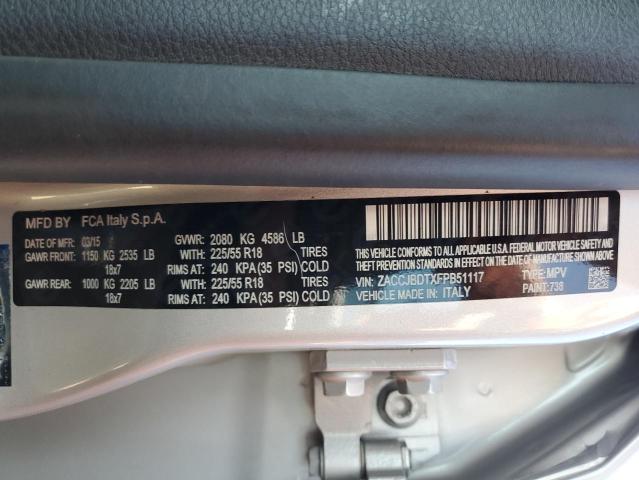 MFD BY FCA Italy S.p.A.
DATE OF MFR: 03/15 GVWR: 2080 KG 4586 LB
GAWR FRONT: 1150 KG 2535 LB WITH: 225/55 R18 TIRES
18x7 RIMS AT: 240 KPA(35 PSI) COLD
GAWR REAR: 1000 KG 2205 LB WITH: 225/55 R18 TIRES
18x7 RIMS AT: 240 KPA(35 PSI) COLD
THIS VEHICLE CONFORMS TO ALL APPLICABLE U.S.A. FEDERAL MOTOR VEHICLE SAFETY,
BUMPER, AND THEFT PREVENTION STANDARDS IN EFFECT ON THE DATE OF MANUFACTURE SHOWN ABOVE.
VIN: ZACCJBDTXFPB51117 TYPE: MPV
VEHICLE MADE IN: ITALY PAINT: 738